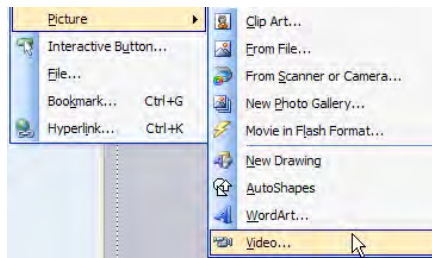 Picture
Interactive Button...
File...
Bookmark... Ctrl+G
Hyperlink... Ctrl+K
Clip Art...
From File...
From Scanner or Camera...
New Photo Gallery...
Movie in Flash Format...
New Drawing
AutoShapes
WordArt...
Video...